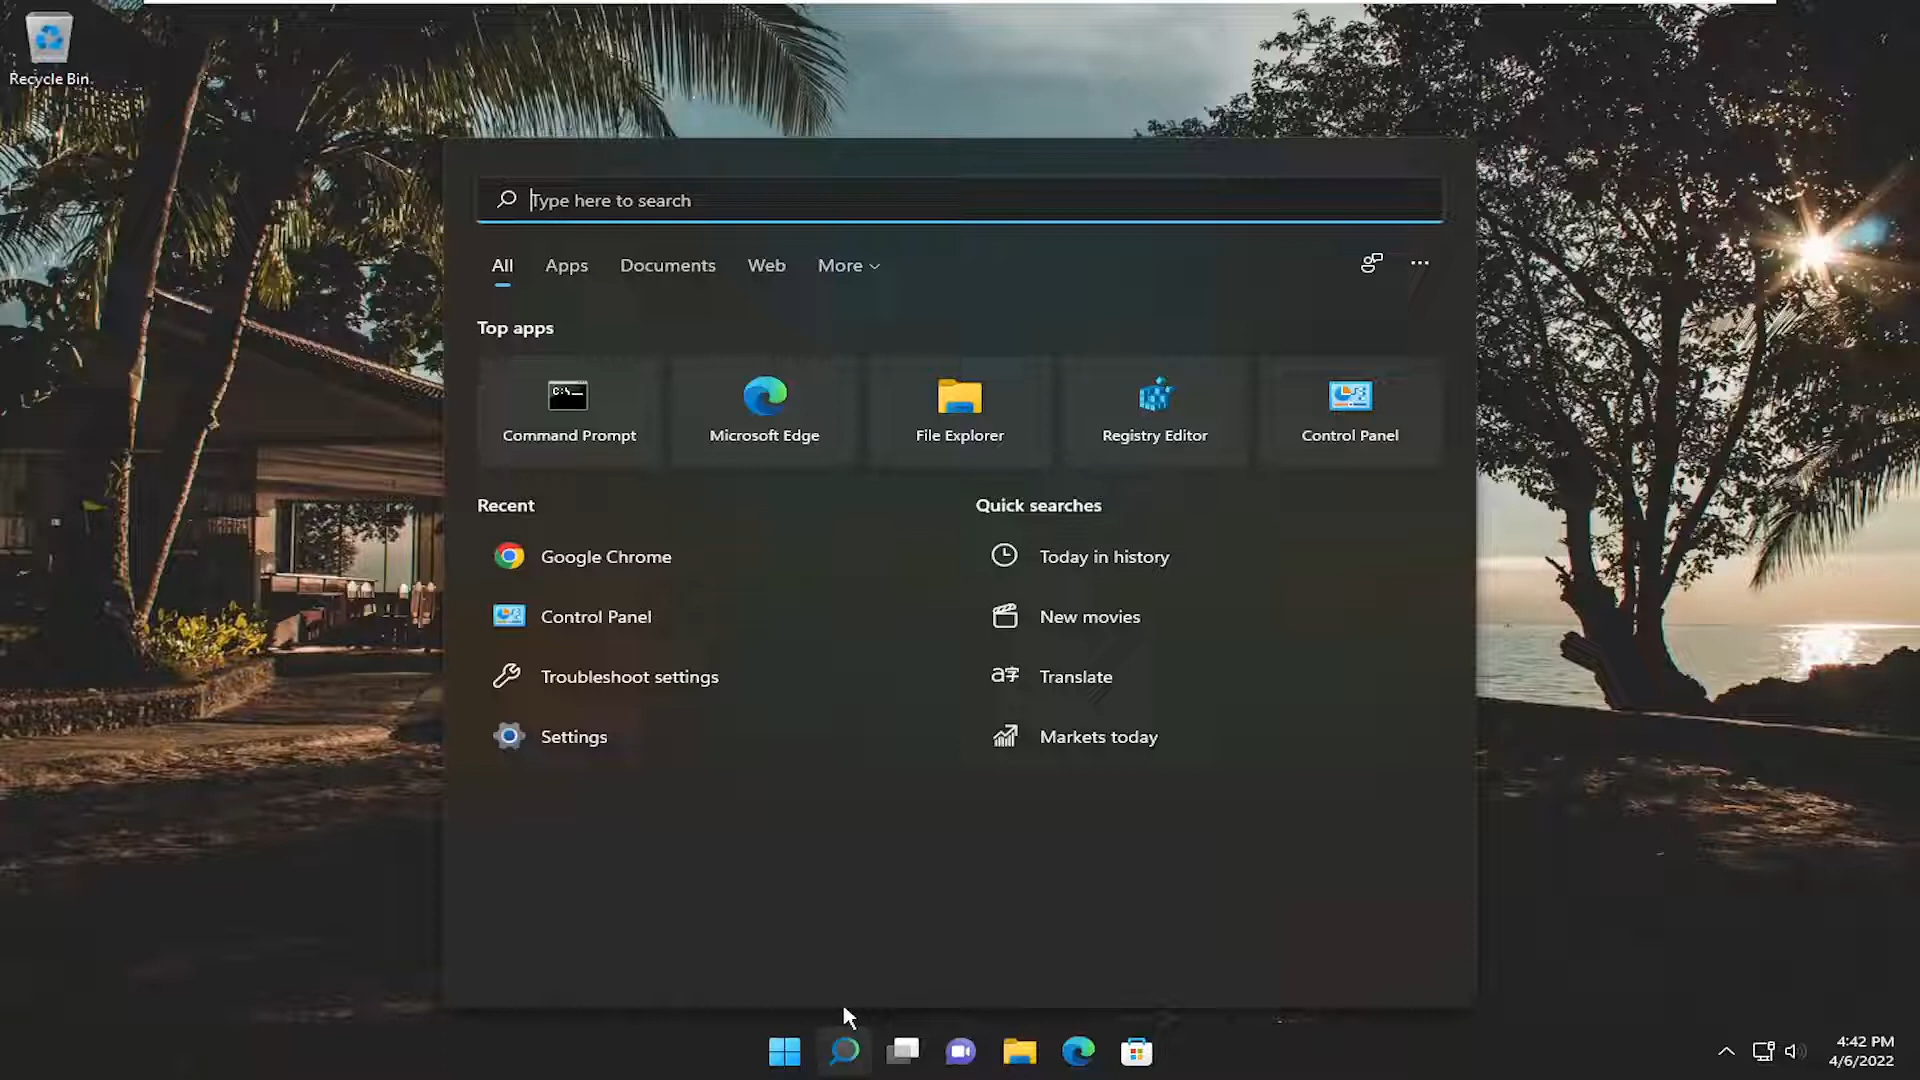 Recycle Bin
Type here to search
All Apps Documents Web More
Top apps
Command Prompt Microsoft Edge File Explorer Registry Editor Control Panel
Recent
Google Chrome
Control Panel
Troubleshoot settings
Settings
Quick searches
Today in history
New movies
Translate
Markets today
4:42 PM
4/6/2022